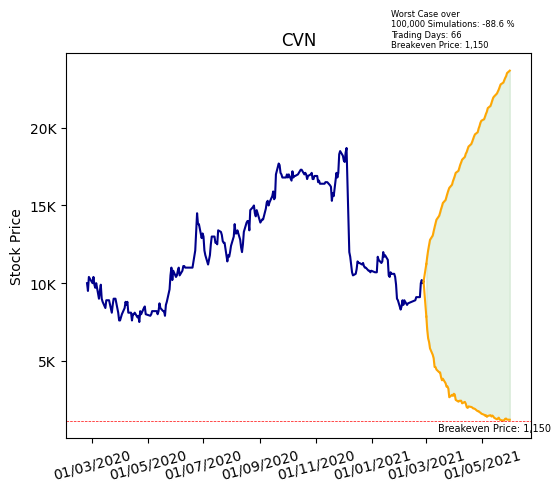 Worst Case over
100,000 Simulations: -88.6 %
Trading Days: 66
Breakeven Price: 1,150
CVN
Stock Price
20K
15K
10K
5K
Breakeven Price: 1,150
01/03/2020 01/05/2020 01/07/2020 01/09/2020 01/11/2020 01/01/2021 01/03/2021 01/05/2021